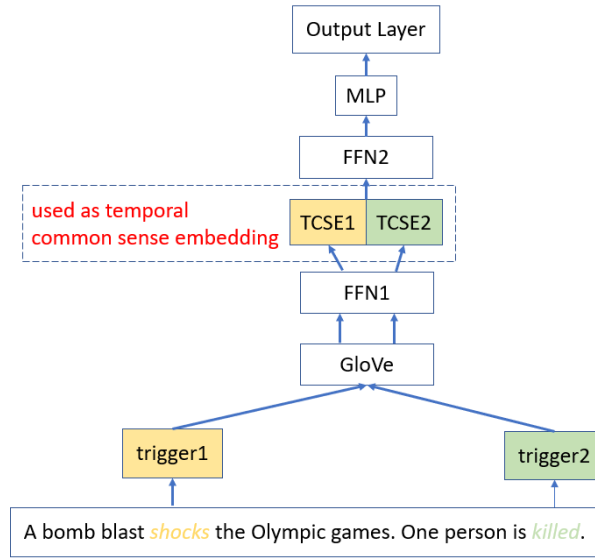 Output Layer
MLP
FFN2
used as temporal
common sense embedding
TCSE1 TCSE2
FFN1
GloVe
trigger1
trigger2
A bomb blast shocks the Olympic games. One person is killed.